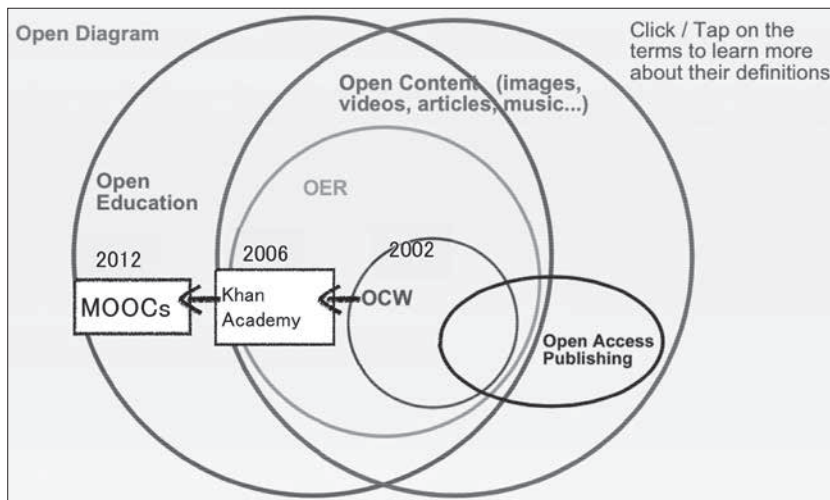 Open Diagram
Click / Tap on the
terms to learn more
about their definitions
Open Content (images,
videos, articles, music...)
OER
Open
Education
2012
2006
2002
MOOCs
Khan
Academy
OCW
Open Access
Publishing